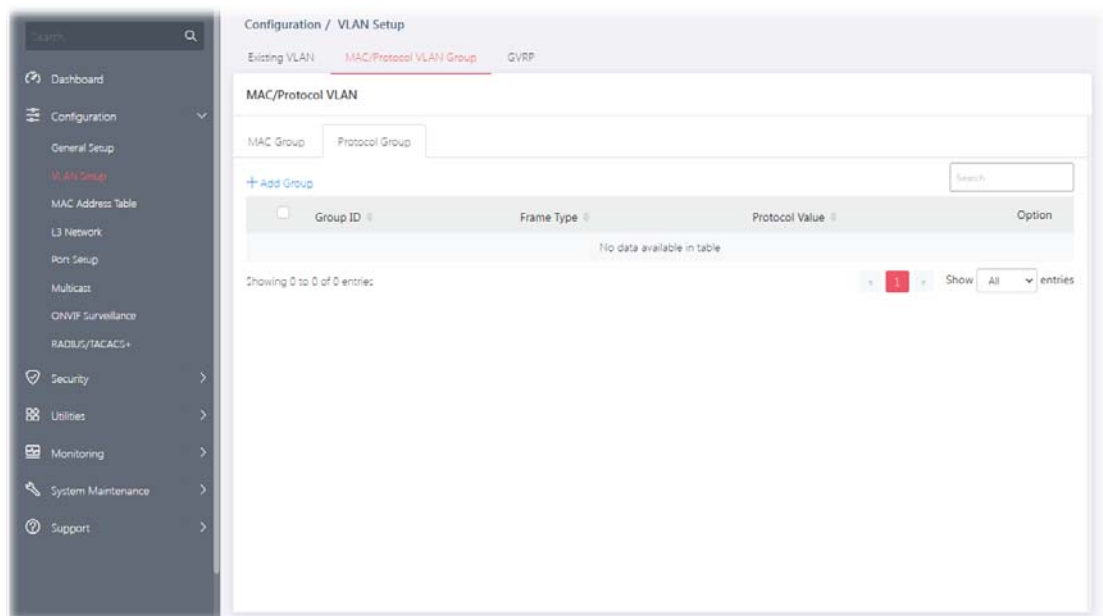 Search
Dashboard
Configuration
General Setup
VLAN Setup
MAC Address Table
L3 Network
Port Setup
Multicast
ONVIF Surveillance
RADIUS/TACACS+
Security
Utilities
Monitoring
System Maintenance
Support
Configuration / VLAN Setup
Existing VLAN MAC/Protocol VLAN Group GVRP
MAC/Protocol VLAN
MAC Group Protocol Group
+ Add Group Search
Group ID Frame Type Protocol Value Option
No data available in table
Showing 0 to 0 of 0 entries « 1 » Show All entries